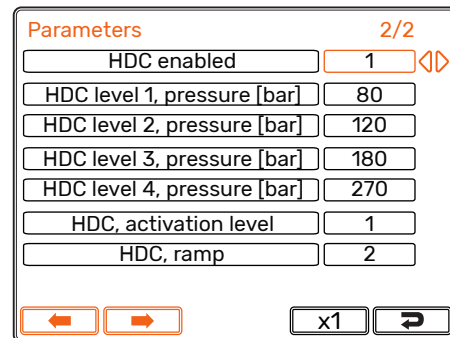 Parameters 2/2
HDC enabled 1
HDC level 1, pressure [bar] 80
HDC level 2, pressure [bar] 120
HDC level 3, pressure [bar] 180
HDC level 4, pressure [bar] 270
HDC, activation level 1
HDC, ramp 2
x1